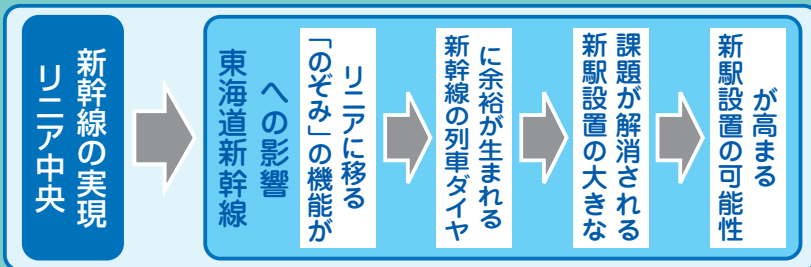 リニア中央
新幹線の実現
東海道新幹線
への影響
「のぞみ」の機能が
リニアに移る
新幹線の列車ダイヤ
に余裕が生まれる
新駅設置の大きな
課題が解消される
新駅設置の可能性
が高まる